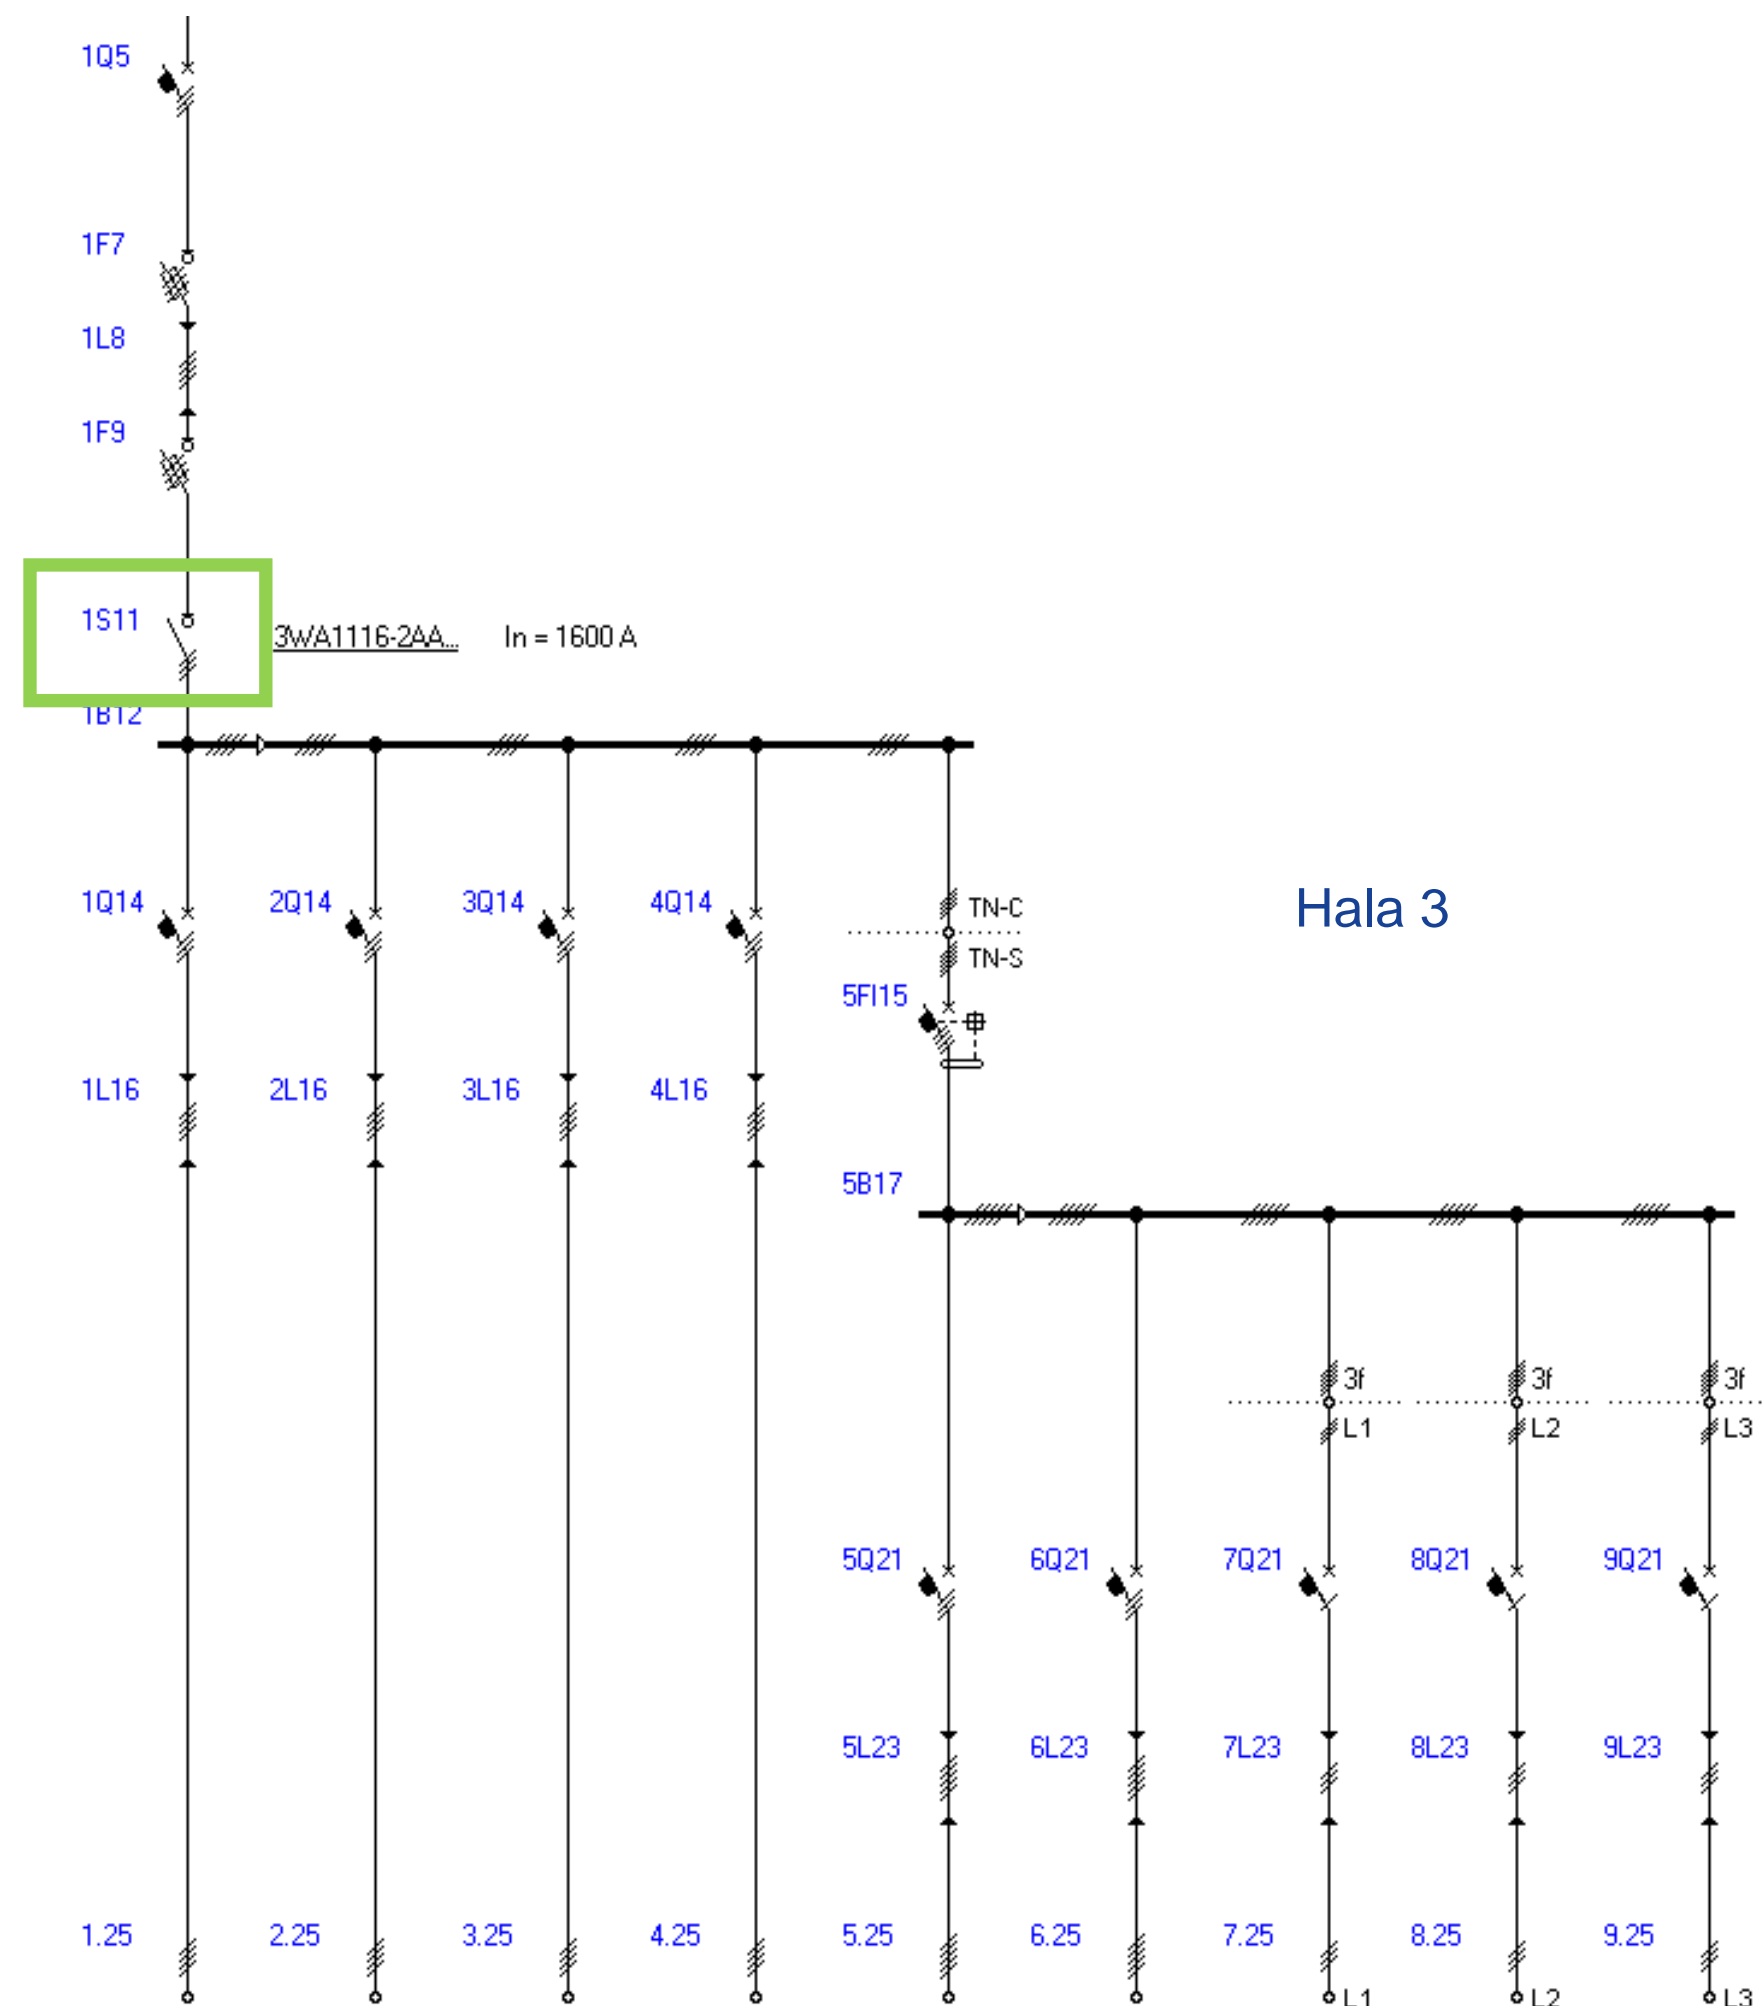 1Q5
1F7
1L8
1F9
1S11
3WA1116-2AA... In = 1600 A
1B12
1Q14 2Q14 3Q14 4Q14
TN-C
Hala 3
TN-S
5FI15
1L16 2L16 3L16 4L16
5B17
3f 3f 3f
L1 L2 L3
5Q21 6Q21 7Q21 8Q21 9Q21
5L23 6L23 7L23 8L23 9L23
1.25 2.25 3.25 4.25 5.25 6.25 7.25 8.25 9.25
L1 L2 L3